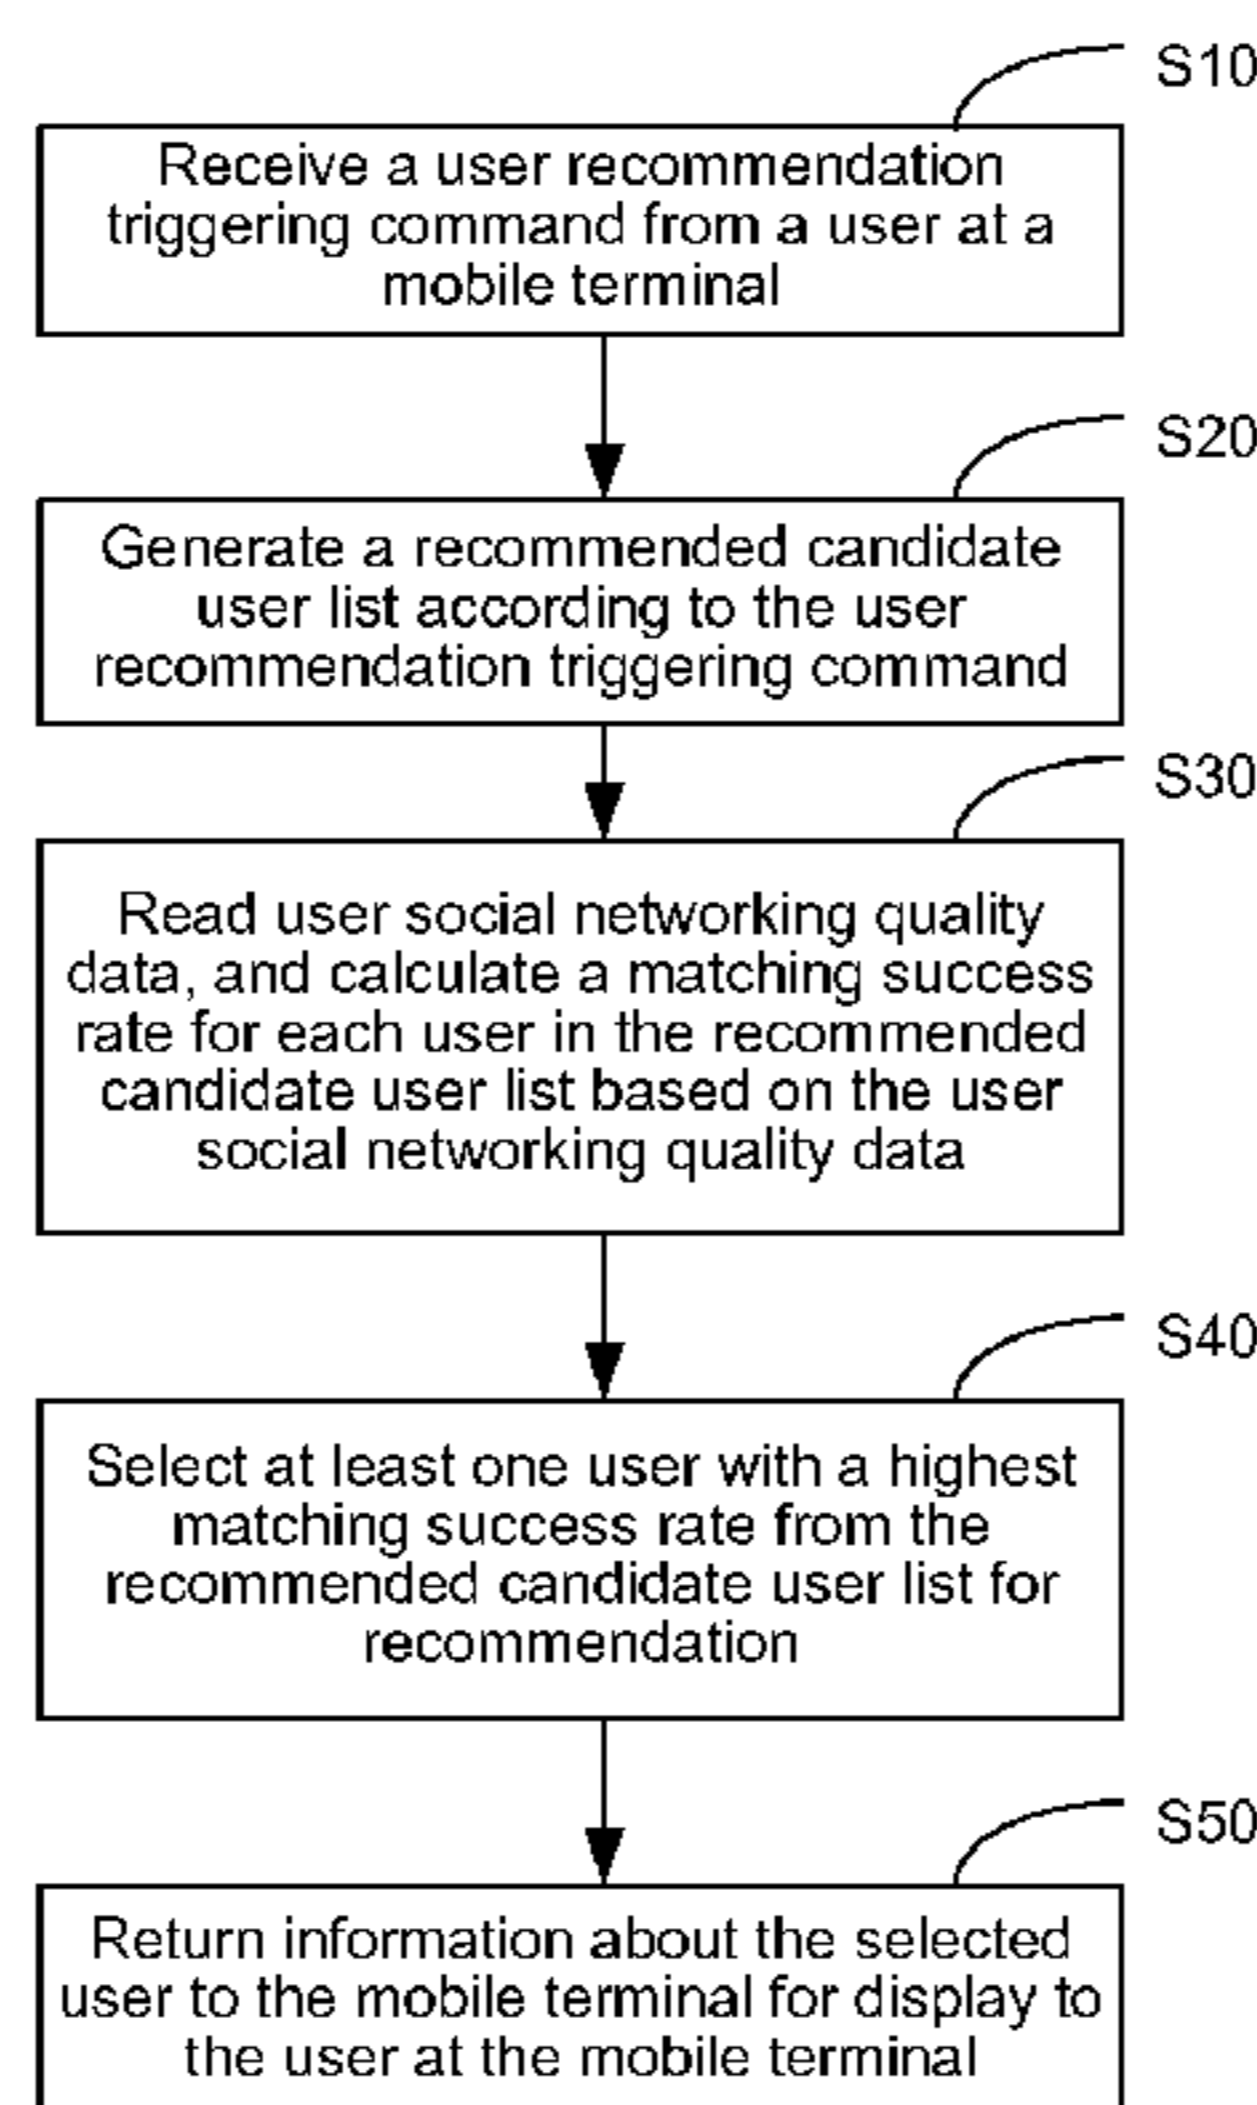 S10
Receive a user recommendation
triggering command from a user at a
mobile terminal
S20
Generate a recommended candidate
user list according to the user
recommendation triggering command
S30
Read user social networking quality
data, and calculate a matching success
rate for each user in the recommended
candidate user list based on the user
social networking quality data
S40
Select at least one user with a highest
matching success rate from the
recommended candidate user list for
recommendation
S50
Return information about the selected
user to the mobile terminal for display to
the user at the mobile terminal